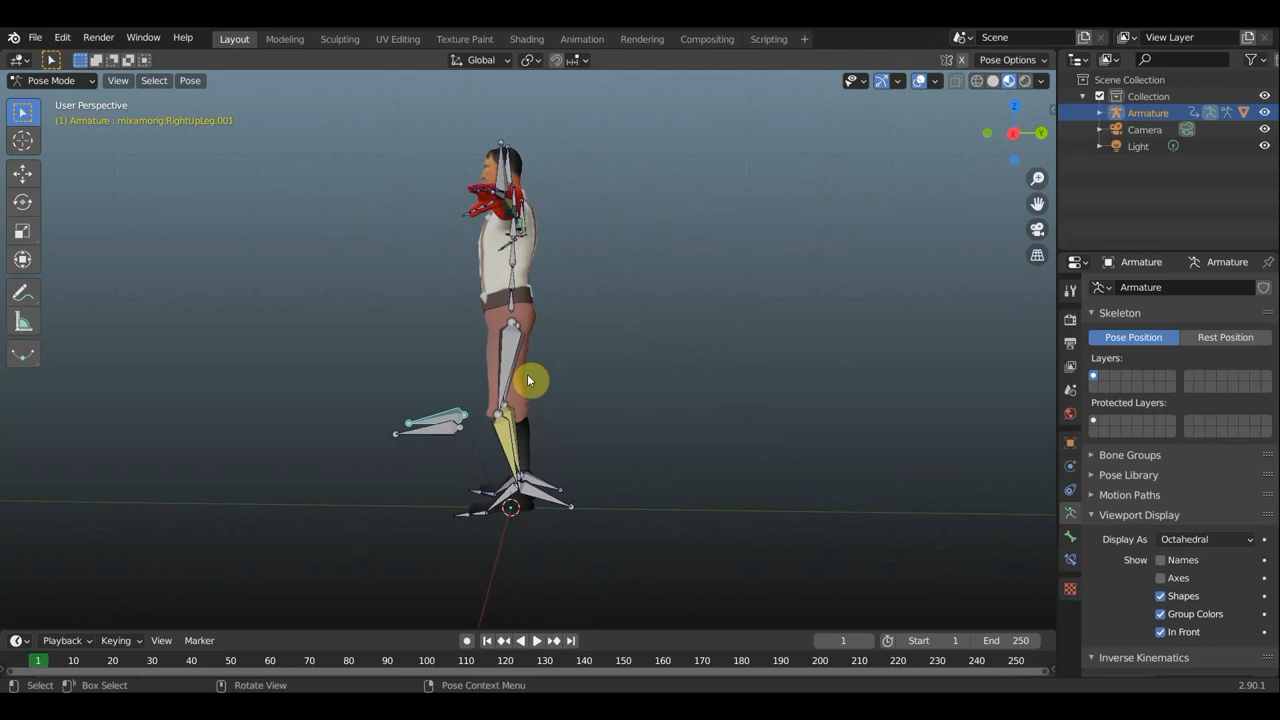 File Edit Render Window Help Layout Modeling Sculpting UV Editing Texture Paint Shading Animation Rendering Compositing Scripting + Scene View Layer
Global X Pose Options
Pose Mode View Select Pose
Scene Collection
User Perspective
Collection
(1) Armature : mixamorig:RightUpLeg.001
Armature
Camera
Light
Z
X
Y
Armature Armature
Armature
Skeleton
Pose Position Rest Position
Layers:
Protected Layers:
Bone Groups
Pose Library
Motion Paths
Viewport Display
Display As Octahedral
Show Names
Axes
Shapes
Group Colors
In Front
Playback Keying View Marker 1 Start 1 End 250
Inverse Kinematics
1 10 20 30 40 50 60 70 80 90 100 110 120 130 140 150 160 170 180 190 200 210 220 230 240 250
Select Box Select Rotate View Pose Context Menu 2.90.1